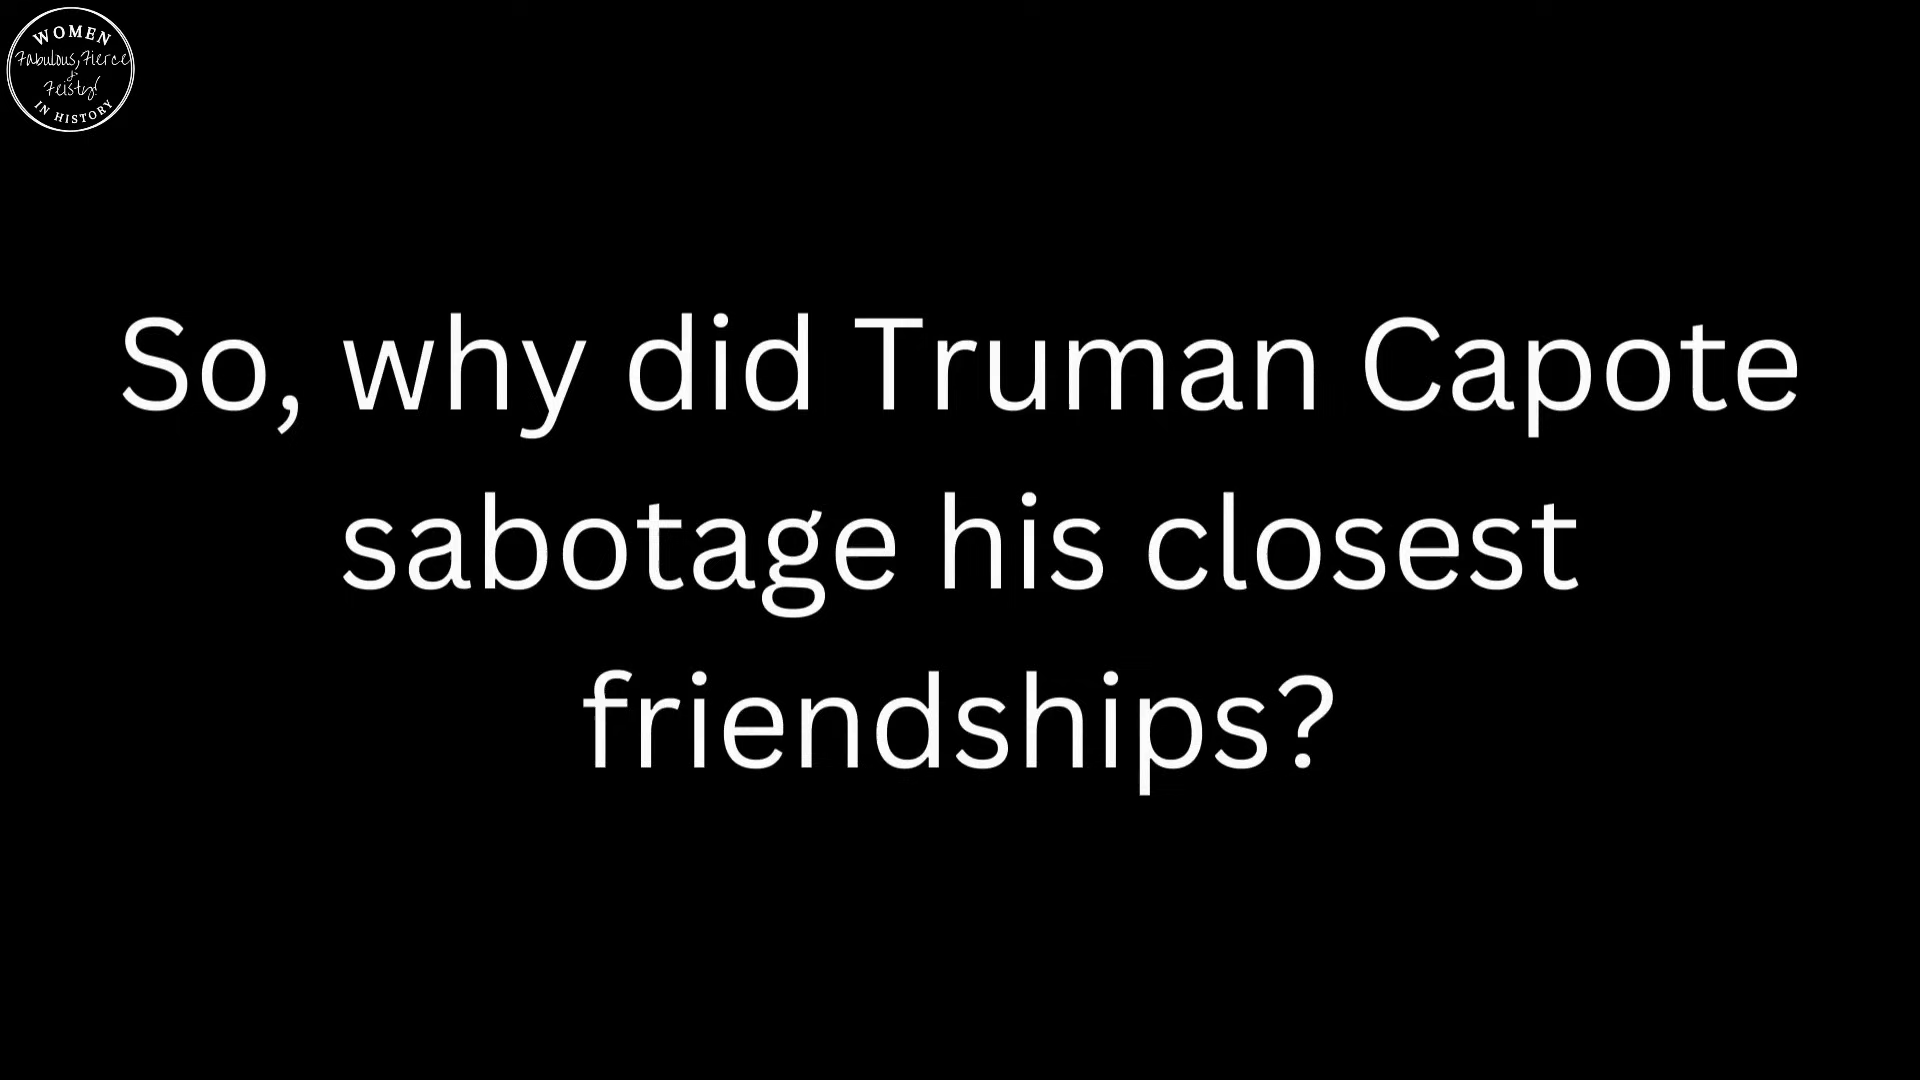 WOMEN
Fabulous, Fierce
&
Feisty!
IN HISTORY
So, why did Truman Capote
sabotage his closest
friendships?